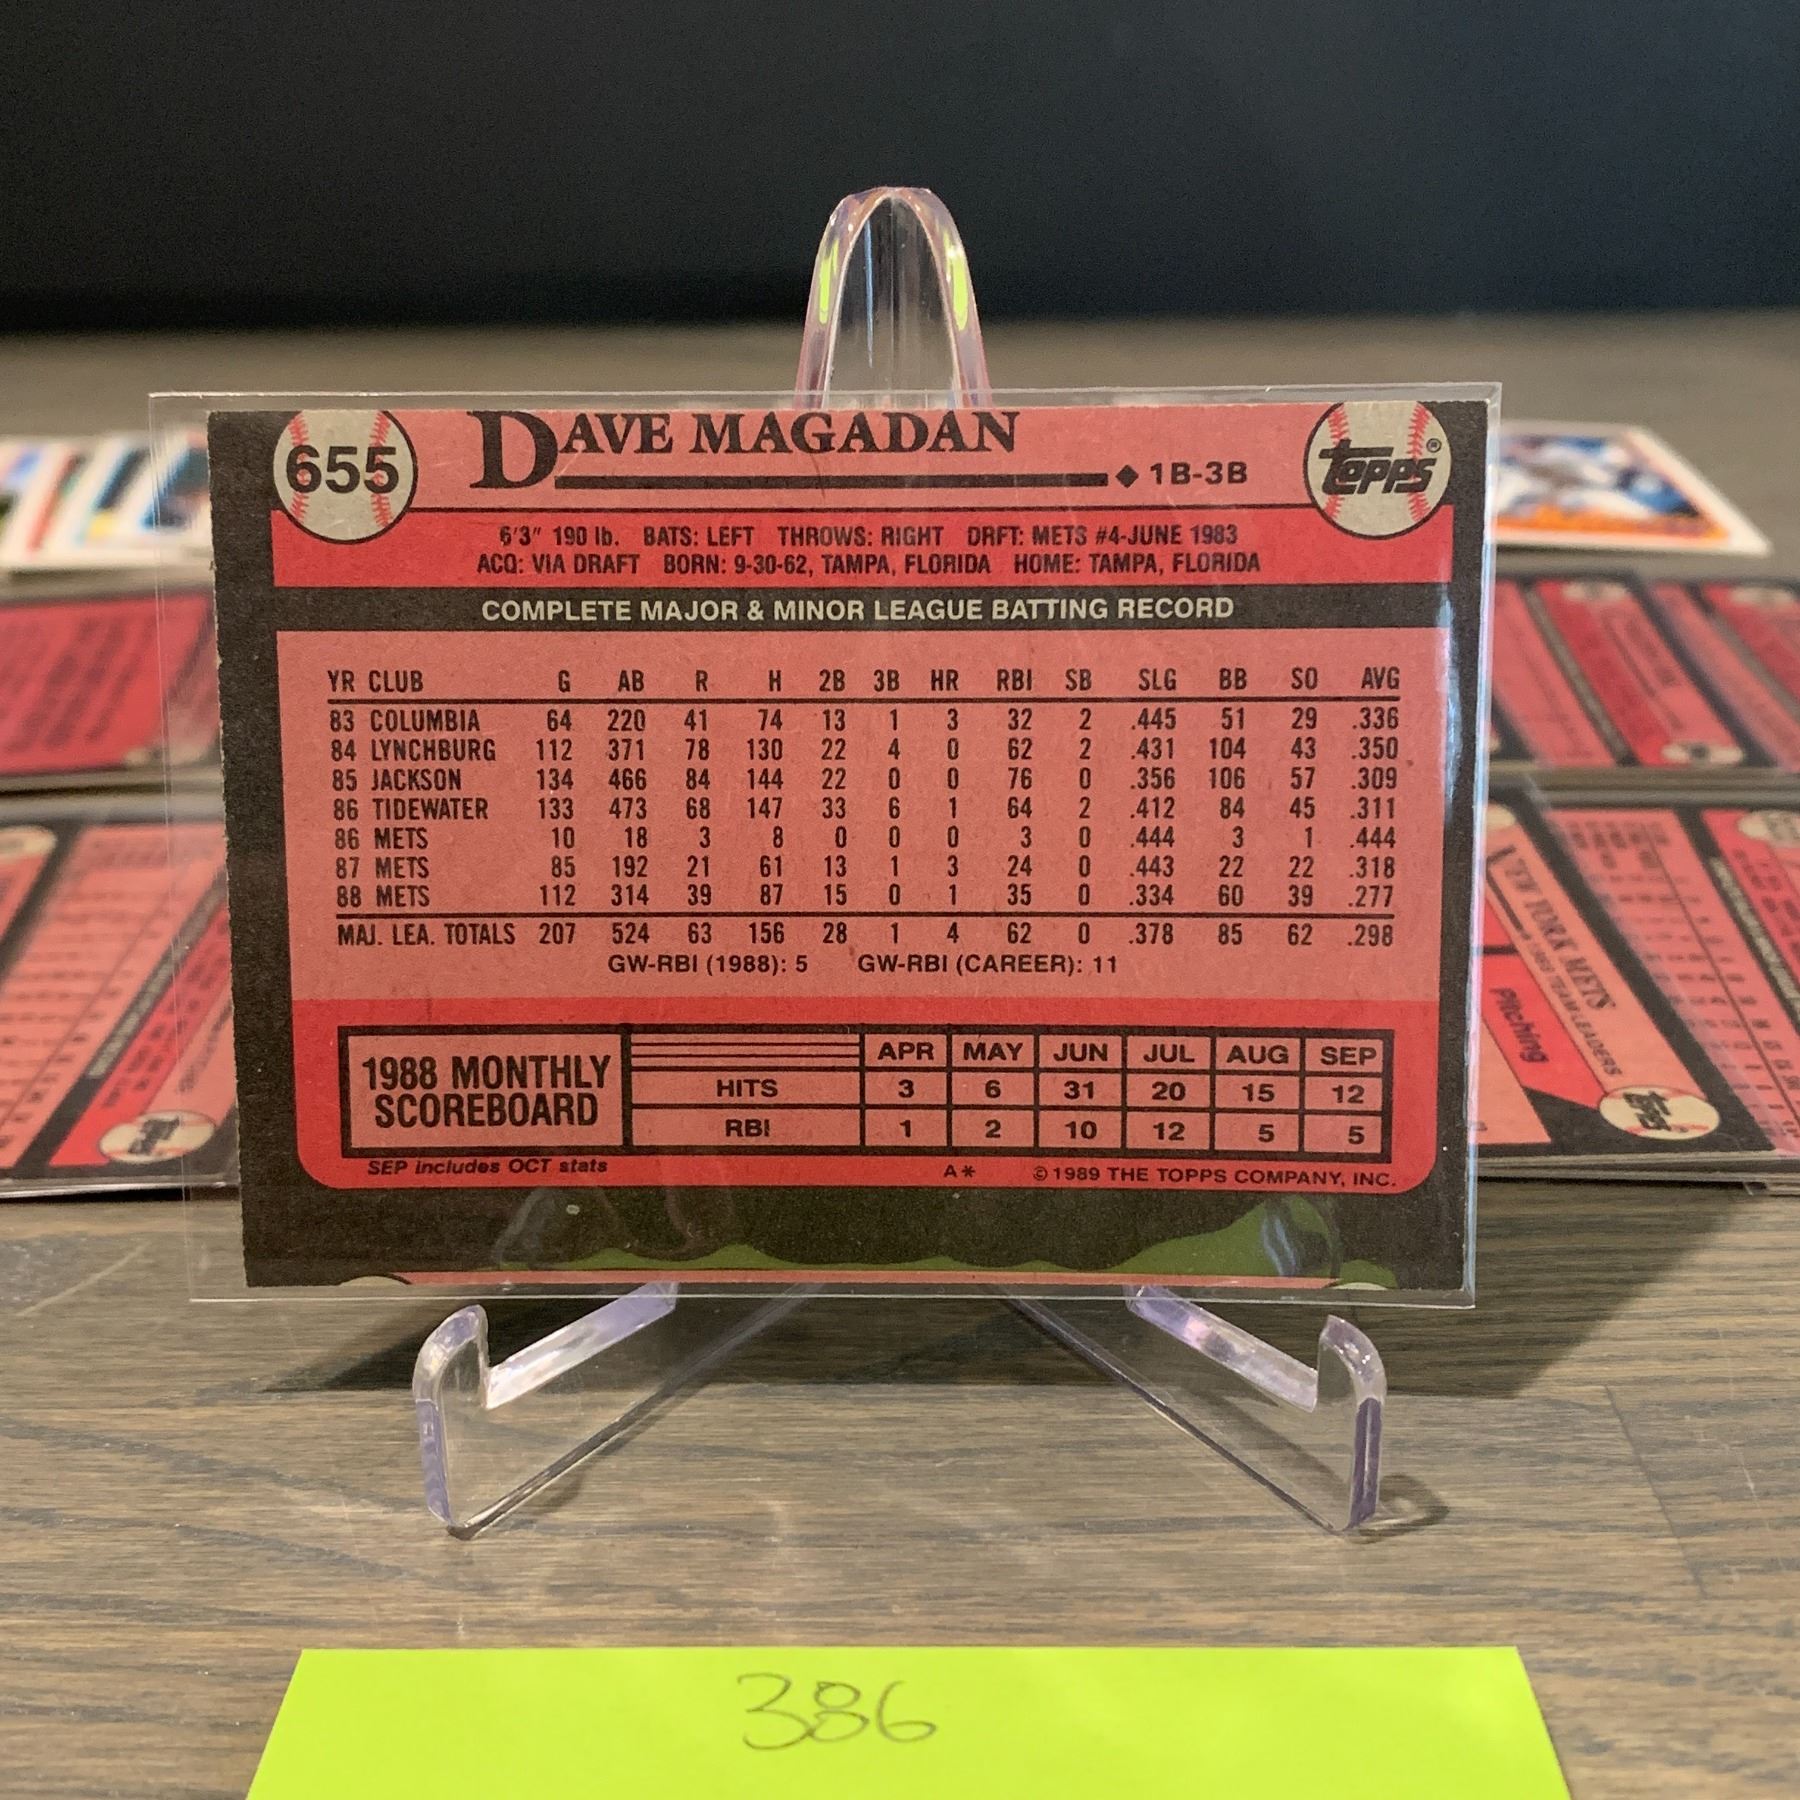 655
DAVE MAGADAN
◆ 1B-3B
TOPPS®
6'3" 190 lb. BATS: LEFT THROWS: RIGHT DRFT: METS #4-JUNE 1983
ACQ: VIA DRAFT BORN: 9-30-62, TAMPA, FLORIDA HOME: TAMPA, FLORIDA
COMPLETE MAJOR & MINOR LEAGUE BATTING RECORD
YR CLUB G AB R H 2B 3B HR RBI SB SLG BB SO AVG
83 COLUMBIA 64 220 41 74 13 1 3 32 2 .445 51 29 .336
84 LYNCHBURG 112 371 78 130 22 4 0 62 2 .431 104 43 .350
85 JACKSON 134 466 84 144 22 0 0 76 0 .356 106 57 .309
86 TIDEWATER 133 473 68 147 33 6 1 64 2 .412 84 45 .311
86 METS 10 18 3 8 0 0 0 3 0 .444 3 1 .444
87 METS 85 192 21 61 13 1 3 24 0 .443 22 22 .318
88 METS 112 314 39 87 15 0 1 35 0 .334 60 39 .277
MAJ. LEA. TOTALS 207 524 63 156 28 1 4 62 0 .378 85 62 .298
GW-RBI (1988): 5 GW-RBI (CAREER): 11
1988 MONTHLY
SCOREBOARD
APR MAY JUN JUL AUG SEP
HITS 3 6 31 20 15 12
RBI 1 2 10 12 5 5
SEP includes OCT stats A* © 1989 THE TOPPS COMPANY, INC.
NEW YORK METS
Pitching
TOPPS
TOPPS
386